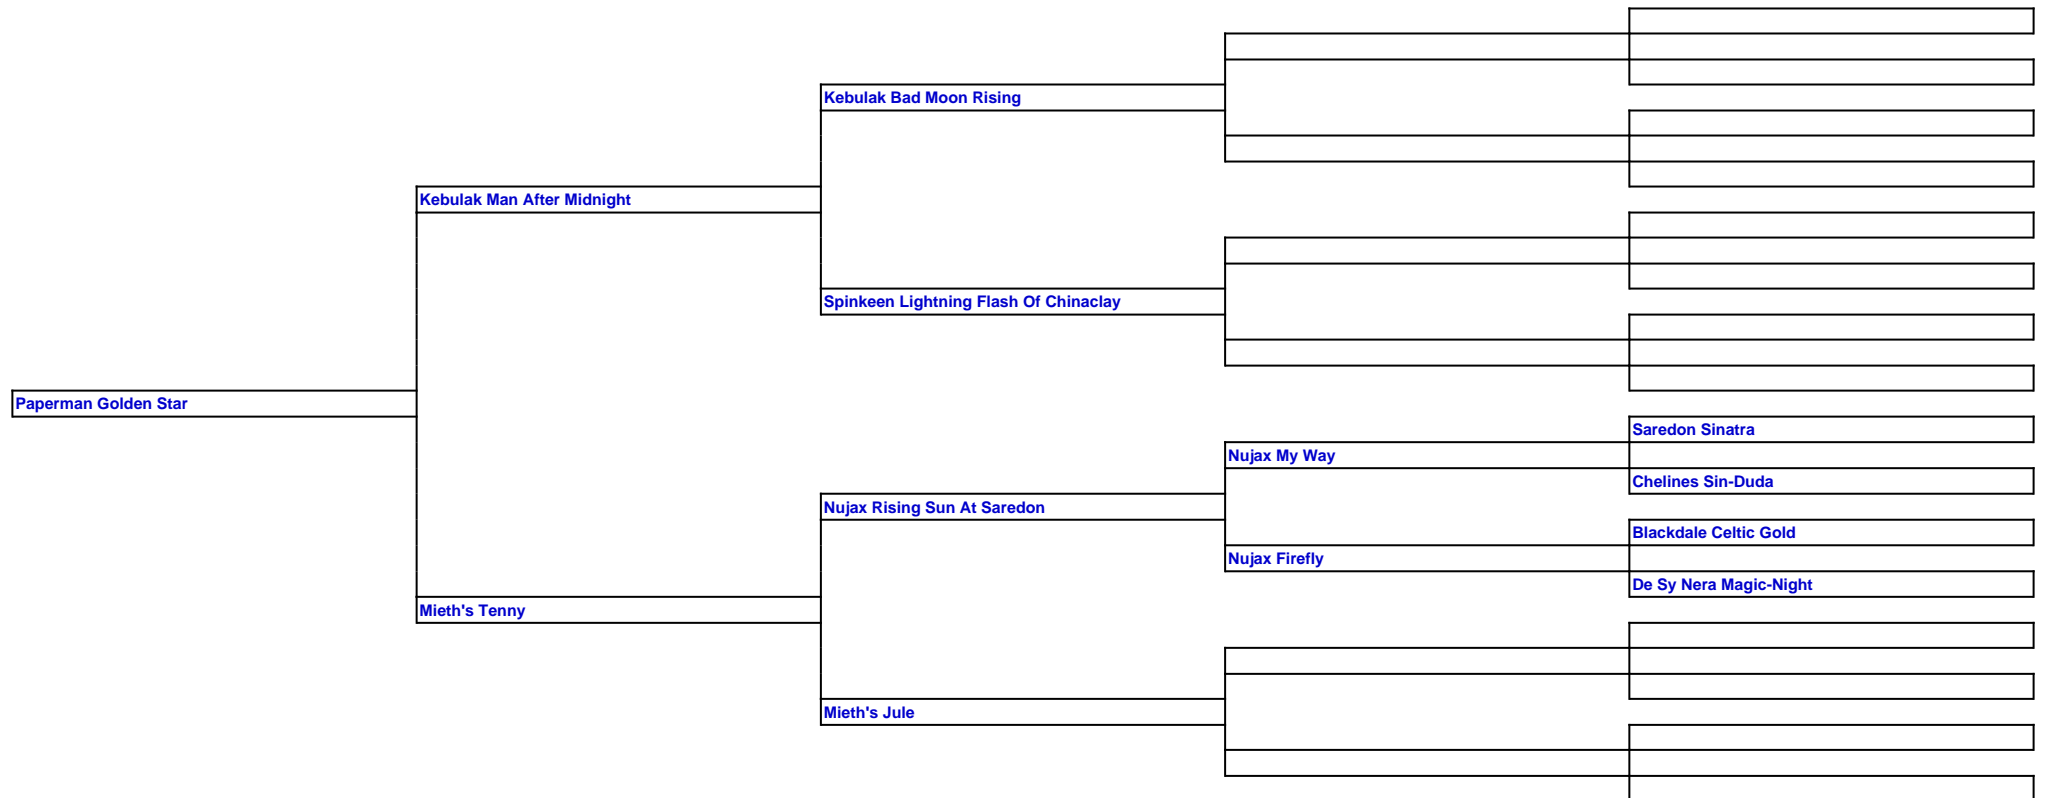 Kebulak Bad Moon Rising
Kebulak Man After Midnight
Spinkeen Lightning Flash Of Chinaclay
Paperman Golden Star
Saredon Sinatra
Nujax My Way
Chelines Sin-Duda
Nujax Rising Sun At Saredon
Blackdale Celtic Gold
Nujax Firefly
De Sy Nera Magic-Night
Mieth's Tenny
Mieth's Jule